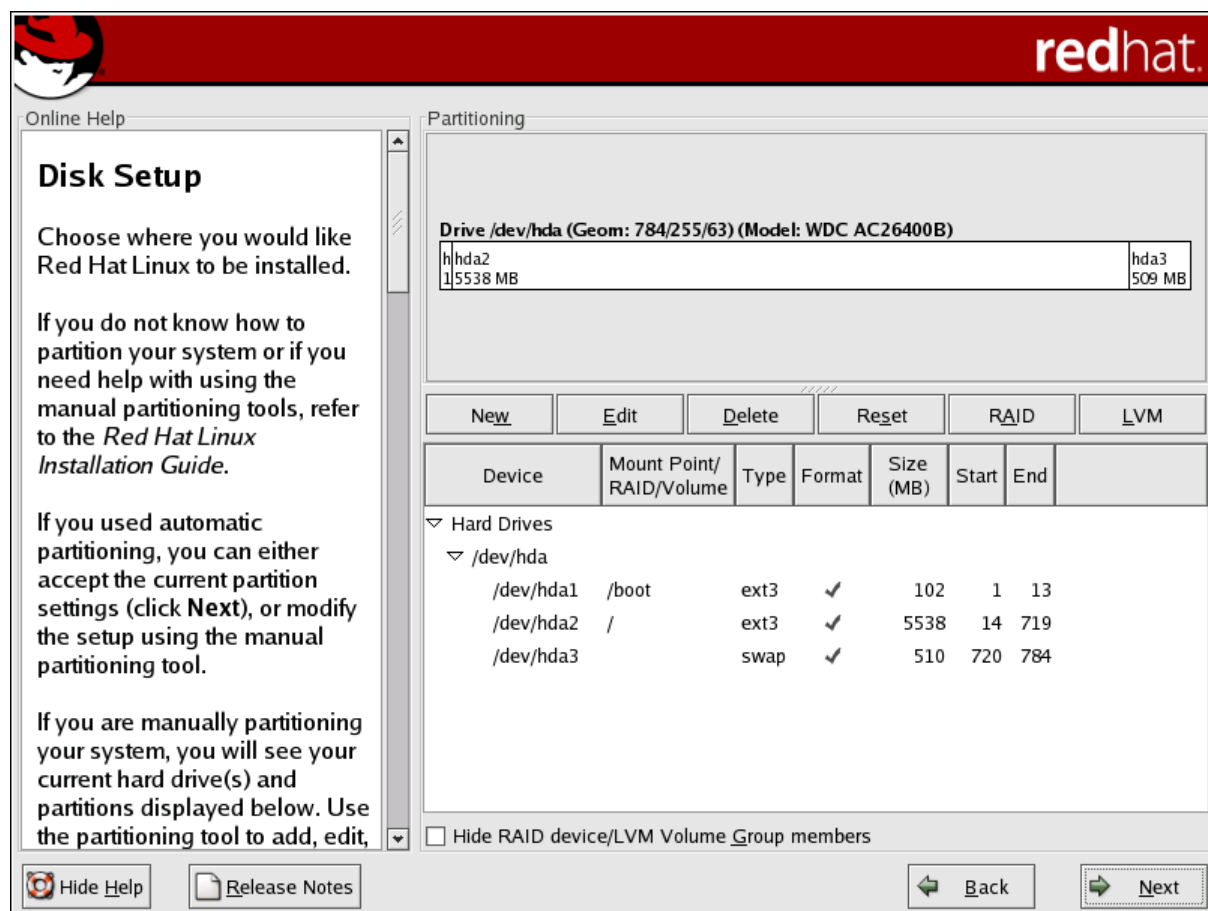 redhat.
Online Help
Disk Setup
Choose where you would like
Red Hat Linux to be installed.
If you do not know how to
partition your system or if you
need help with using the
manual partitioning tools, refer
to the Red Hat Linux
Installation Guide.
If you used automatic
partitioning, you can either
accept the current partition
settings (click Next), or modify
the setup using the manual
partitioning tool.
If you are manually partitioning
your system, you will see your
current hard drive(s) and
partitions displayed below. Use
the partitioning tool to add, edit,
Partitioning
Drive /dev/hda (Geom: 784/255/63) (Model: WDC AC26400B)
h hda2 hda3
1 5538 MB 509 MB
New Edit Delete Reset RAID LVM
Device Mount Point/ RAID/Volume Type Format Size (MB) Start End
Hard Drives
/dev/hda
/dev/hda1 /boot ext3 ✓ 102 1 13
/dev/hda2 / ext3 ✓ 5538 14 719
/dev/hda3 swap ✓ 510 720 784
Hide RAID device/LVM Volume Group members
Hide Help Release Notes Back Next